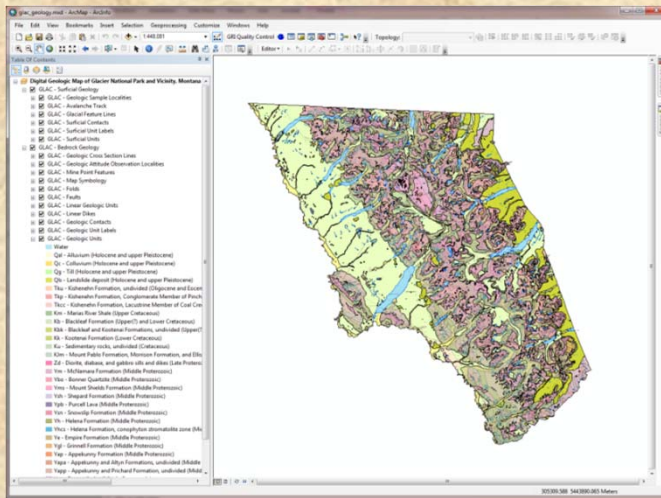 glac_geology.mxd - ArcMap - ArcInfo
File Edit View Bookmarks Insert Selection Geoprocessing Customize Windows Help
1:448,081 GRI Quality Control Topology
Editor
Table Of Contents
Digital Geologic Map of Glacier National Park and Vicinity, Montana
GLAC - Surficial Geology
GLAC - Geologic Sample Localities
GLAC - Avalanche Track
GLAC - Glacial Feature Lines
GLAC - Surficial Contacts
GLAC - Surficial Unit Labels
GLAC - Surficial Units
GLAC - Bedrock Geology
GLAC - Geologic Cross Section Lines
GLAC - Geologic Attitude Observation Localities
GLAC - Mine Point Features
GLAC - Map Symbology
GLAC - Folds
GLAC - Faults
GLAC - Linear Geologic Units
GLAC - Linear Dikes
GLAC - Geologic Contacts
GLAC - Geologic Unit Labels
GLAC - Geologic Units
Water
Qal - Alluvium (Holocene and upper Pleistocene)
Qc - Colluvium (Holocene and upper Pleistocene)
Qg - Till (Holocene and upper Pleistocene)
Qls - Landslide deposit (Holocene and upper Pleistocene)
Tku - Kishenehn Formation, undivided (Oligocene and Eocen
Tkp - Kishenehn Formation, Conglomerate Member of Pinch
Tkcc - Kishenehn Formation, Lacustrine Member of Coal Cre
Km - Marias River Shale (Upper Cretaceous)
Kb - Blackleaf Formation (Upper(?) and Lower Cretaceous)
Kbk - Blackleaf and Kootenai Formations, undivided (Upper(?
Kk - Kootenai Formation (Lower Cretaceous)
Ku - Sedimentary rocks, undivided (Cretaceous)
KJm - Mount Pablo Formation, Morrison Formation, and Ellis
Zd - Diorite, diabase, and gabbro sills and dikes (Late Protero
Ym - McNamara Formation (Middle Proterozoic)
Ybo - Bonner Quartzite (Middle Proterozoic)
Yms - Mount Shields Formation (Middle Proterozoic)
Ysh - Shepard Formation (Middle Proterozoic)
Ypb - Purcell Lava (Middle Proterozoic)
Ysn - Snowslip Formation (Middle Proterozoic)
Yh - Helena Formation (Middle Proterozoic)
Yhcs - Helena Formation, conophyton stromatolite zone (Mi
Ye - Empire Formation (Middle Proterozoic)
Ygl - Grinnell Formation (Middle Proterozoic)
Yap - Appekunny Formation (Middle Proterozoic)
Yapa - Appekunny and Altyn Formations, undivided (Middle
Yapp - Appekunny and Prichard Formation, undivided (Middl
305399.588 5443890.065 Meters